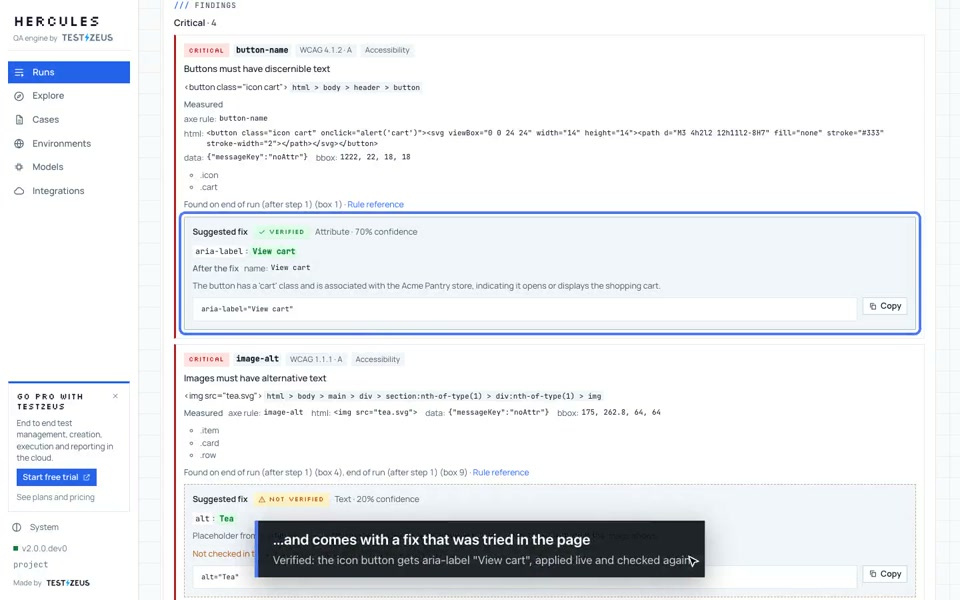 HERCULES
QA engine by TESTZEUS
Runs
Explore
Cases
Environments
Models
Integrations
GO PRO WITH
TESTZEUS
×
End to end test
management, creation,
execution and reporting in
the cloud.
Start free trial
See plans and pricing
System
v2.0.0.dev0
project
Made by TESTZEUS
/// FINDINGS
Critical · 4
CRITICAL button-name WCAG 4.1.2 · A Accessibility
Buttons must have discernible text
<button class="icon cart"> html > body > header > button
Measured
axe rule: button-name
html: <button class="icon cart" onclick="alert('cart')"><svg viewBox="0 0 24 24" width="14" height="14"><path d="M3 4h2l2 12h11l2-8H7" fill="none" stroke="#333"
stroke-width="2"></path></svg></button>
data: {"messageKey":"noAttr"} bbox: 1222, 22, 18, 18
.icon
.cart
Found on end of run (after step 1) (box 1) · Rule reference
Suggested fix VERIFIED Attribute · 70% confidence
aria-label: View cart
After the fix name: View cart
The button has a 'cart' class and is associated with the Acme Pantry store, indicating it opens or displays the shopping cart.
aria-label="View cart"
Copy
CRITICAL image-alt WCAG 1.1.1 · A Accessibility
Images must have alternative text
<img src="tea.svg"> html > body > main > div > section:nth-of-type(1) > div:nth-of-type(1) > img
Measured axe rule: image-alt html: <img src="tea.svg"> data: {"messageKey":"noAttr"} bbox: 175, 262.8, 64, 64
.item
.card
.row
Found on end of run (after step 1) (box 4), end of run (after step 1) (box 9) · Rule reference
Suggested fix NOT VERIFIED Text · 20% confidence
alt: Tea
Placeholder from
Not checked in t
alt="Tea"
Copy
...and comes with a fix that was tried in the page
Verified: the icon button gets aria-label "View cart", applied live and checked again